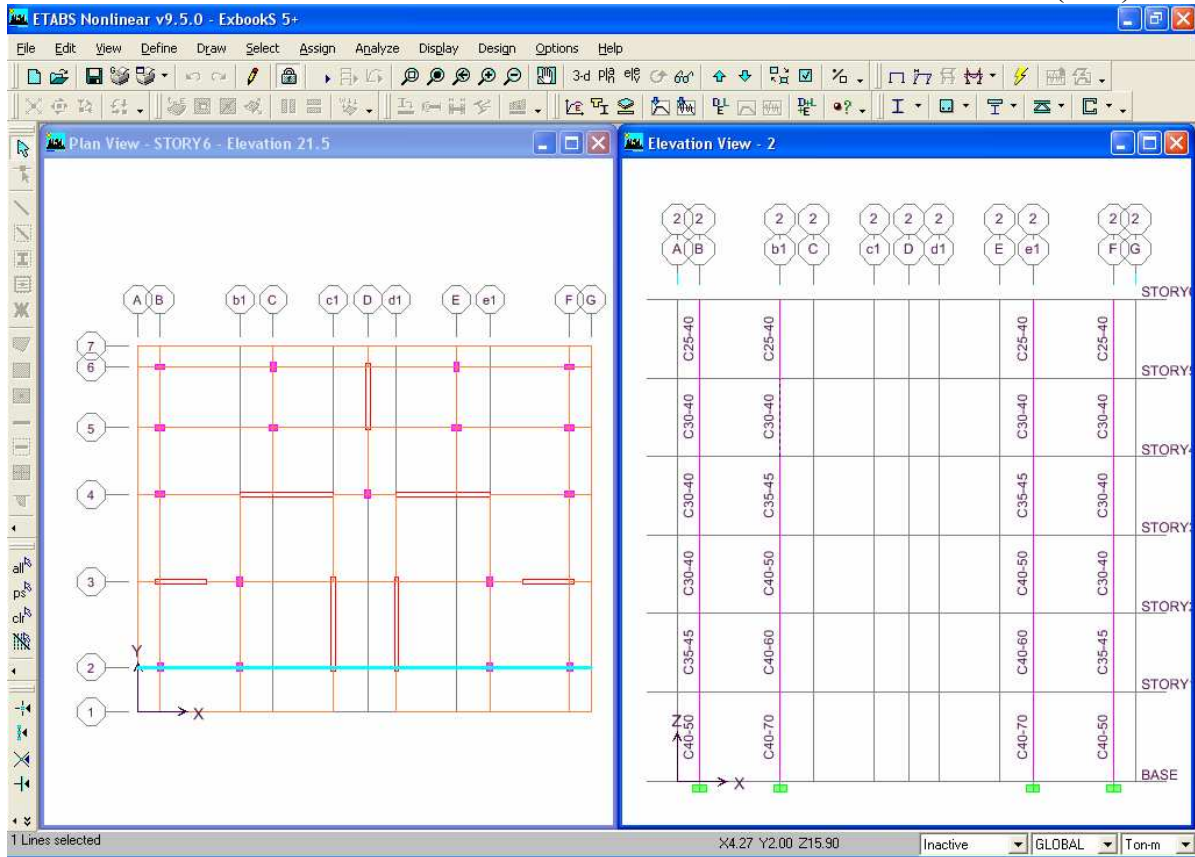 ETABS Nonlinear v9.5.0 - ExbookS 5+
File Edit View Define Draw Select Assign Analyze Display Design Options Help
3-d
all
ps
clr
Plan View - STORY6 - Elevation 21.5
A B b1 C c1 D d1 E e1 F G
7
6
5
4
3
Y
2
1
X
Elevation View - 2
2 2 2 2 2 2 2 2 2 2 2
A B b1 C c1 D d1 E e1 F G
STORY6
C25-40 C25-40 C25-40 C25-40
STORY5
C30-40 C30-40 C30-40 C30-40
STORY4
C30-40 C35-45 C35-45 C30-40
STORY3
C30-40 C40-50 C40-50 C30-40
STORY2
C35-45 C40-60 C40-60 C35-45
STORY1
Z
C40-50 C40-70 C40-70 C40-50
X
BASE
1 Lines selected
X4.27 Y2.00 Z15.90
Inactive
GLOBAL
Ton-m